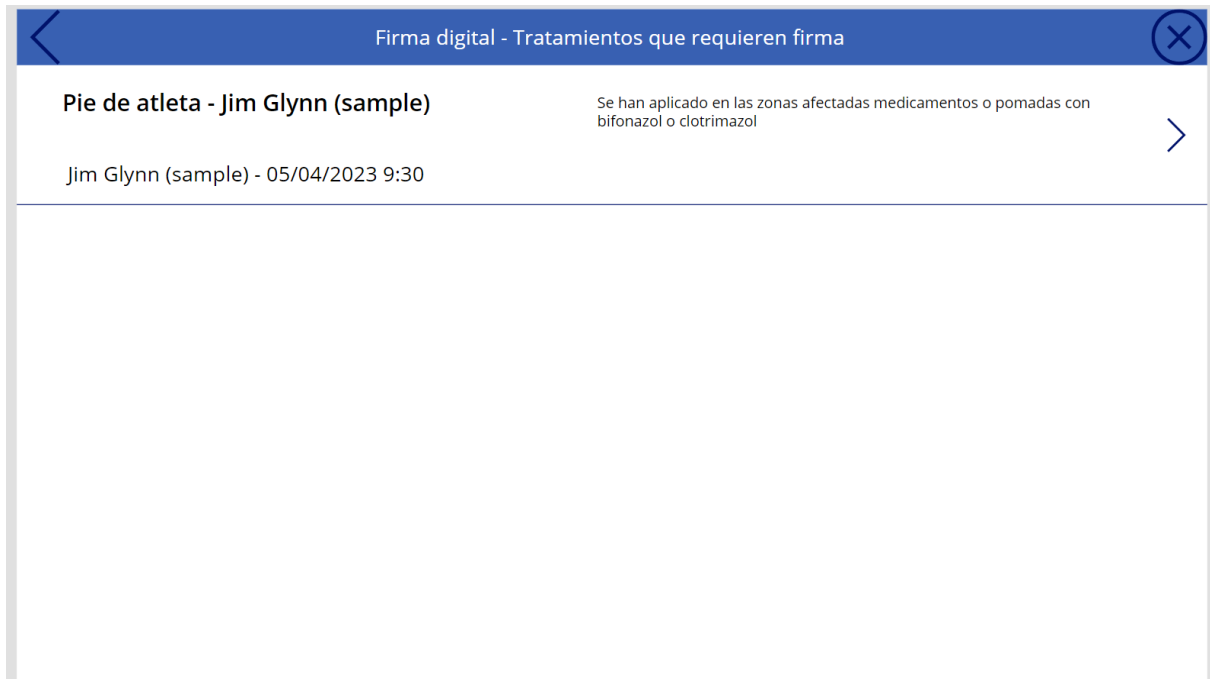 Firma digital - Tratamientos que requieren firma
Pie de atleta - Jim Glynn (sample)
Se han aplicado en las zonas afectadas medicamentos o pomadas con
bifonazol o clotrimazol
Jim Glynn (sample) - 05/04/2023 9:30